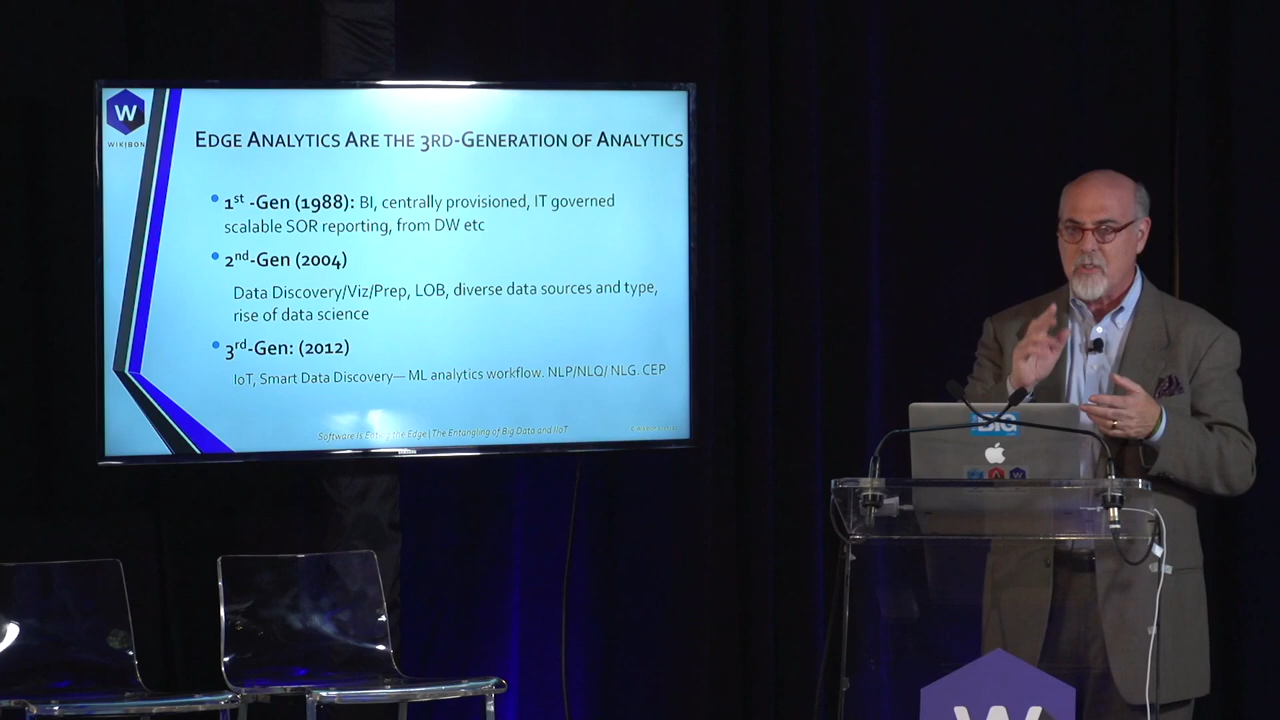 W
WIKIBON
EDGE ANALYTICS ARE THE 3RD-GENERATION OF ANALYTICS
1st -Gen (1988): BI, centrally provisioned, IT governed
scalable SOR reporting, from DW etc
2nd-Gen (2004)
Data Discovery/Viz/Prep, LOB, diverse data sources and type,
rise of data science
3rd-Gen: (2012)
IoT, Smart Data Discovery— ML analytics workflow. NLP/NLQ/ NLG. CEP
Software Is Eating the Edge | The Entangling of Big Data and IIoT
SAMSUNG
BIG
W